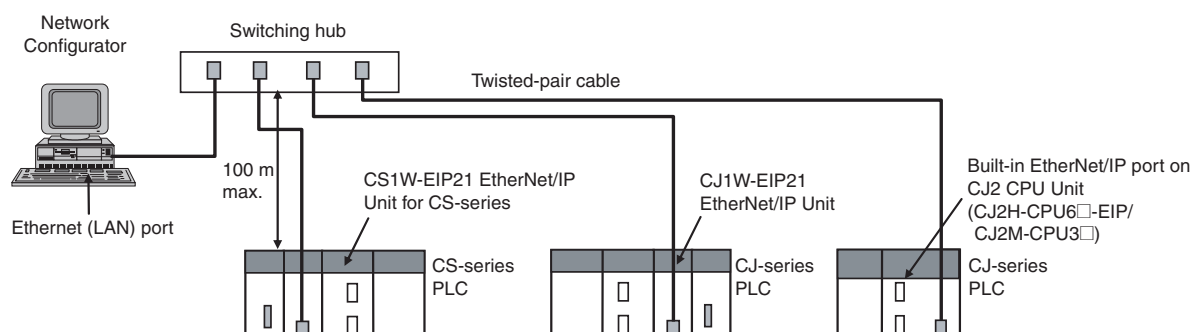 Network
Configurator
Switching hub
Twisted-pair cable
100 m
max.
Ethernet (LAN) port
CS1W-EIP21 EtherNet/IP
Unit for CS-series
CJ1W-EIP21
EtherNet/IP Unit
Built-in EtherNet/IP port on
CJ2 CPU Unit
(CJ2H-CPU6□-EIP/
CJ2M-CPU3□)
CS-series
PLC
CJ-series
PLC
CJ-series
PLC